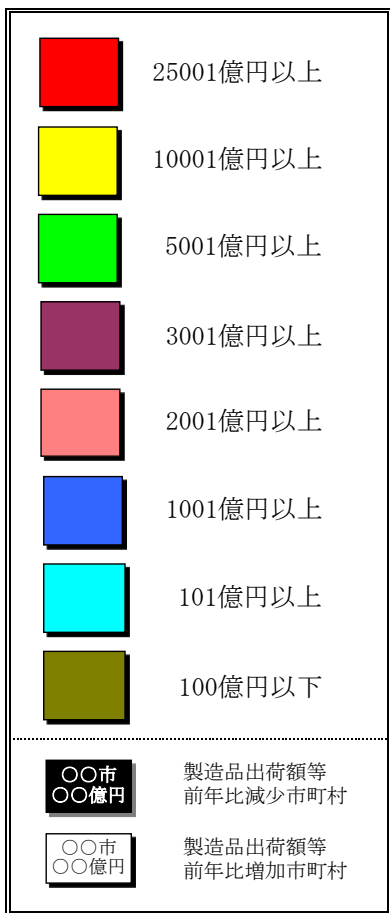 25001億円以上
10001億円以上
5001億円以上
3001億円以上
2001億円以上
1001億円以上
101億円以上
100億円以下
○○市
○○億円
製造品出荷額等
前年比減少市町村
○○市
○○億円
製造品出荷額等
前年比増加市町村